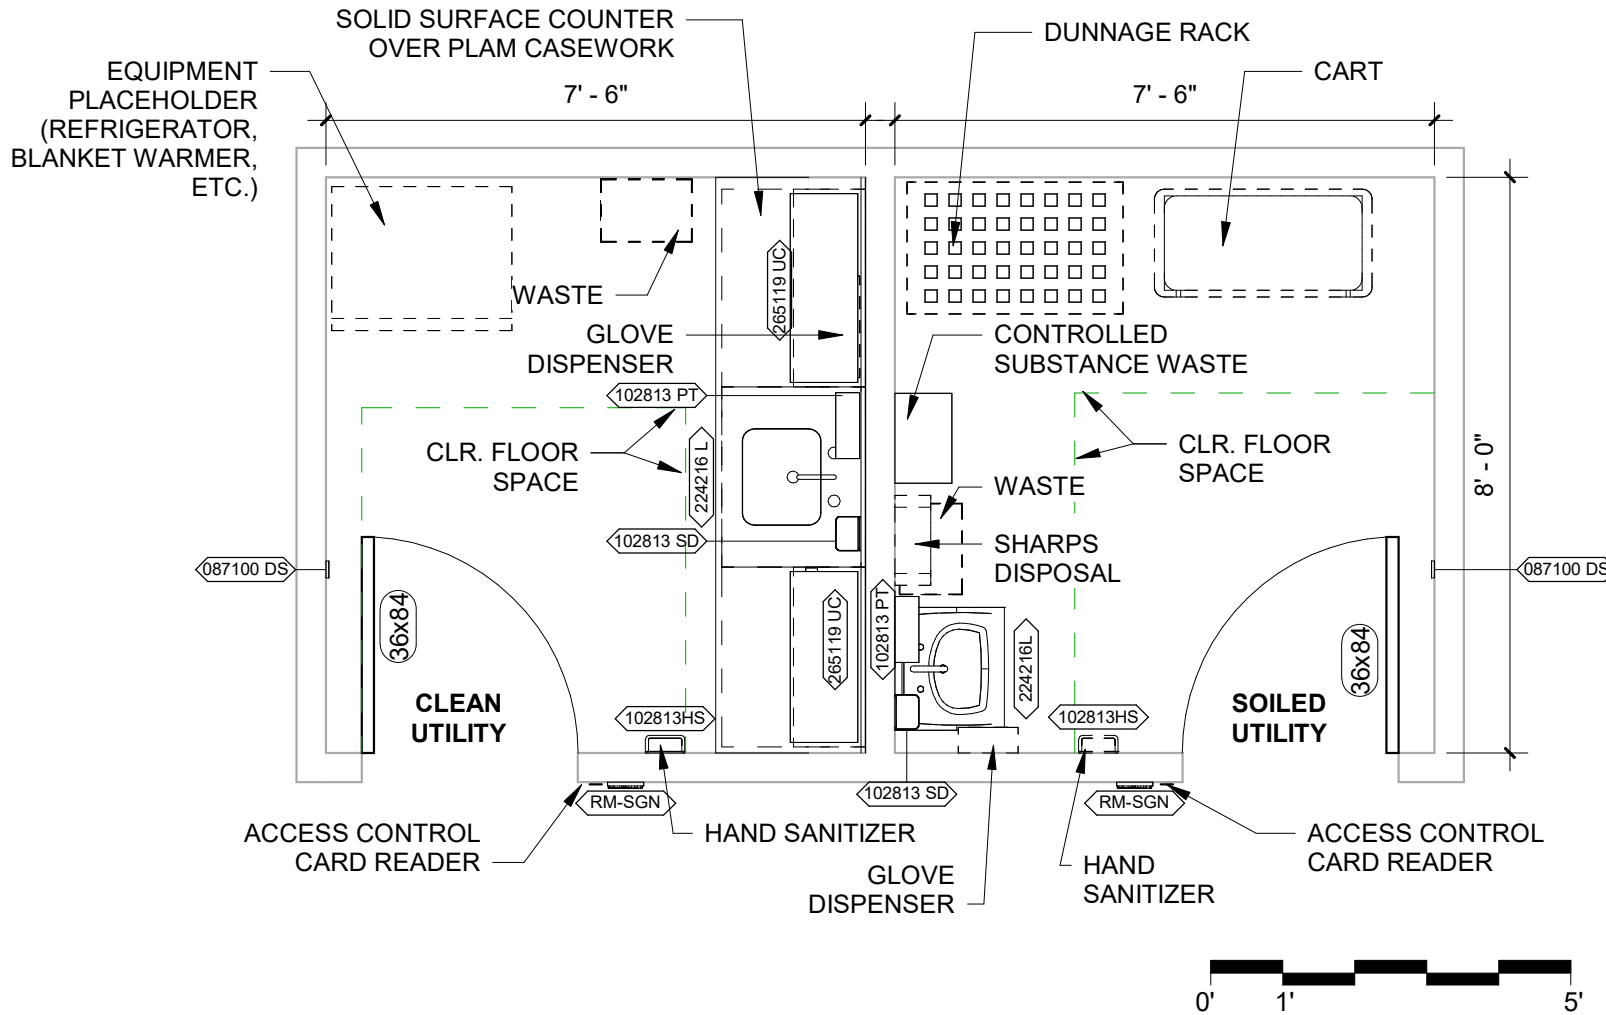 SOLID SURFACE COUNTER
OVER PLAM CASEWORK
DUNNAGE RACK
EQUIPMENT
PLACEHOLDER
(REFRIGERATOR,
BLANKET WARMER,
ETC.)
CART
7' - 6"
7' - 6"
265119 UC
WASTE
GLOVE
DISPENSER
CONTROLLED
SUBSTANCE WASTE
102813 PT
CLR. FLOOR
SPACE
224216 L
CLR. FLOOR
SPACE
8' - 0"
WASTE
102813 SD
SHARPS
DISPOSAL
087100 DS
087100 DS
36x84
265119 UC
102813 PT
224216L
36x84
CLEAN
UTILITY
SOILED
UTILITY
102813HS
102813HS
RM-SGN
102813 SD
RM-SGN
ACCESS CONTROL
CARD READER
HAND SANITIZER
GLOVE
DISPENSER
HAND
SANITIZER
ACCESS CONTROL
CARD READER
0' 1' 5'